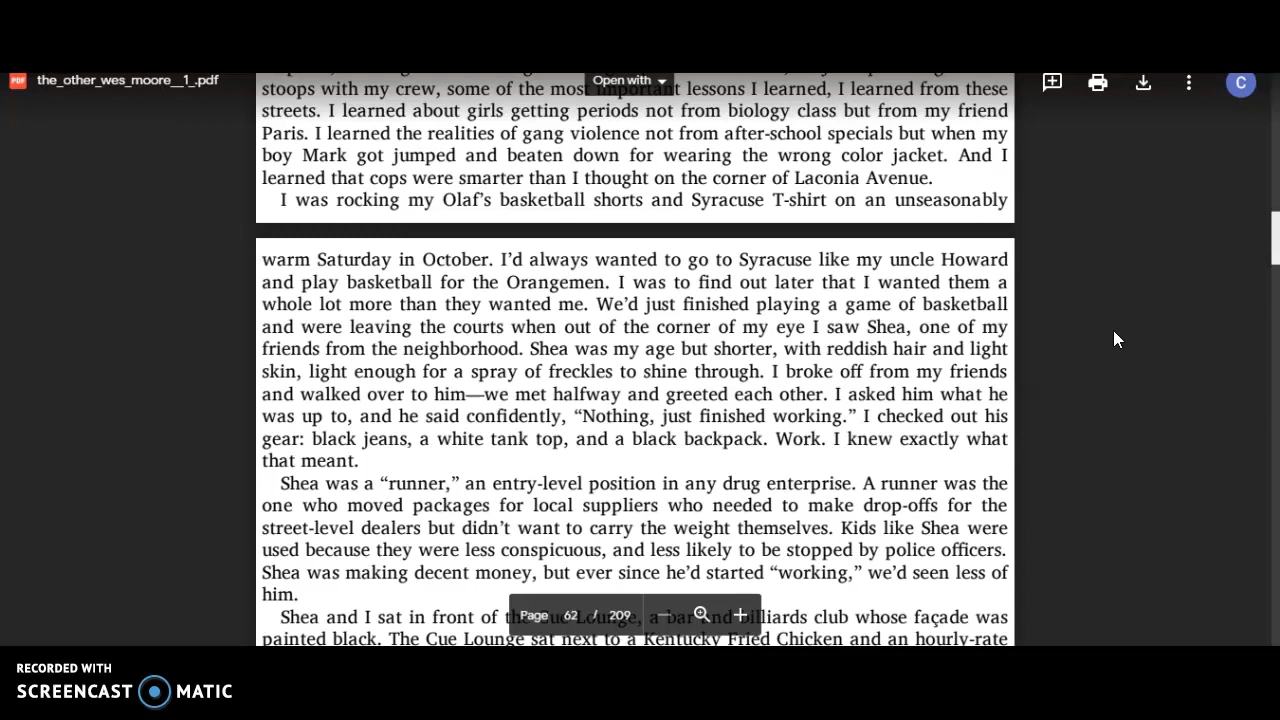 the_other_wes_moore__1_.pdf
Open with
C
stoops with my crew, some of the most important lessons I learned, I learned from these
streets. I learned about girls getting periods not from biology class but from my friend
Paris. I learned the realities of gang violence not from after-school specials but when my
boy Mark got jumped and beaten down for wearing the wrong color jacket. And I
learned that cops were smarter than I thought on the corner of Laconia Avenue.
I was rocking my Olaf's basketball shorts and Syracuse T-shirt on an unseasonably
warm Saturday in October. I'd always wanted to go to Syracuse like my uncle Howard
and play basketball for the Orangemen. I was to find out later that I wanted them a
whole lot more than they wanted me. We'd just finished playing a game of basketball
and were leaving the courts when out of the corner of my eye I saw Shea, one of my
friends from the neighborhood. Shea was my age but shorter, with reddish hair and light
skin, light enough for a spray of freckles to shine through. I broke off from my friends
and walked over to him—we met halfway and greeted each other. I asked him what he
was up to, and he said confidently, “Nothing, just finished working.” I checked out his
gear: black jeans, a white tank top, and a black backpack. Work. I knew exactly what
that meant.
Shea was a “runner,” an entry-level position in any drug enterprise. A runner was the
one who moved packages for local suppliers who needed to make drop-offs for the
street-level dealers but didn't want to carry the weight themselves. Kids like Shea were
used because they were less conspicuous, and less likely to be stopped by police officers.
Shea was making decent money, but ever since he'd started “working,” we'd seen less of
him.
Shea and I sat in front of the Cue Lounge, a bar and billiards club whose façade was
painted black. The Cue Lounge sat next to a Kentucky Fried Chicken and an hourly-rate
Page 62 / 209
RECORDED WITH
SCREENCAST MATIC